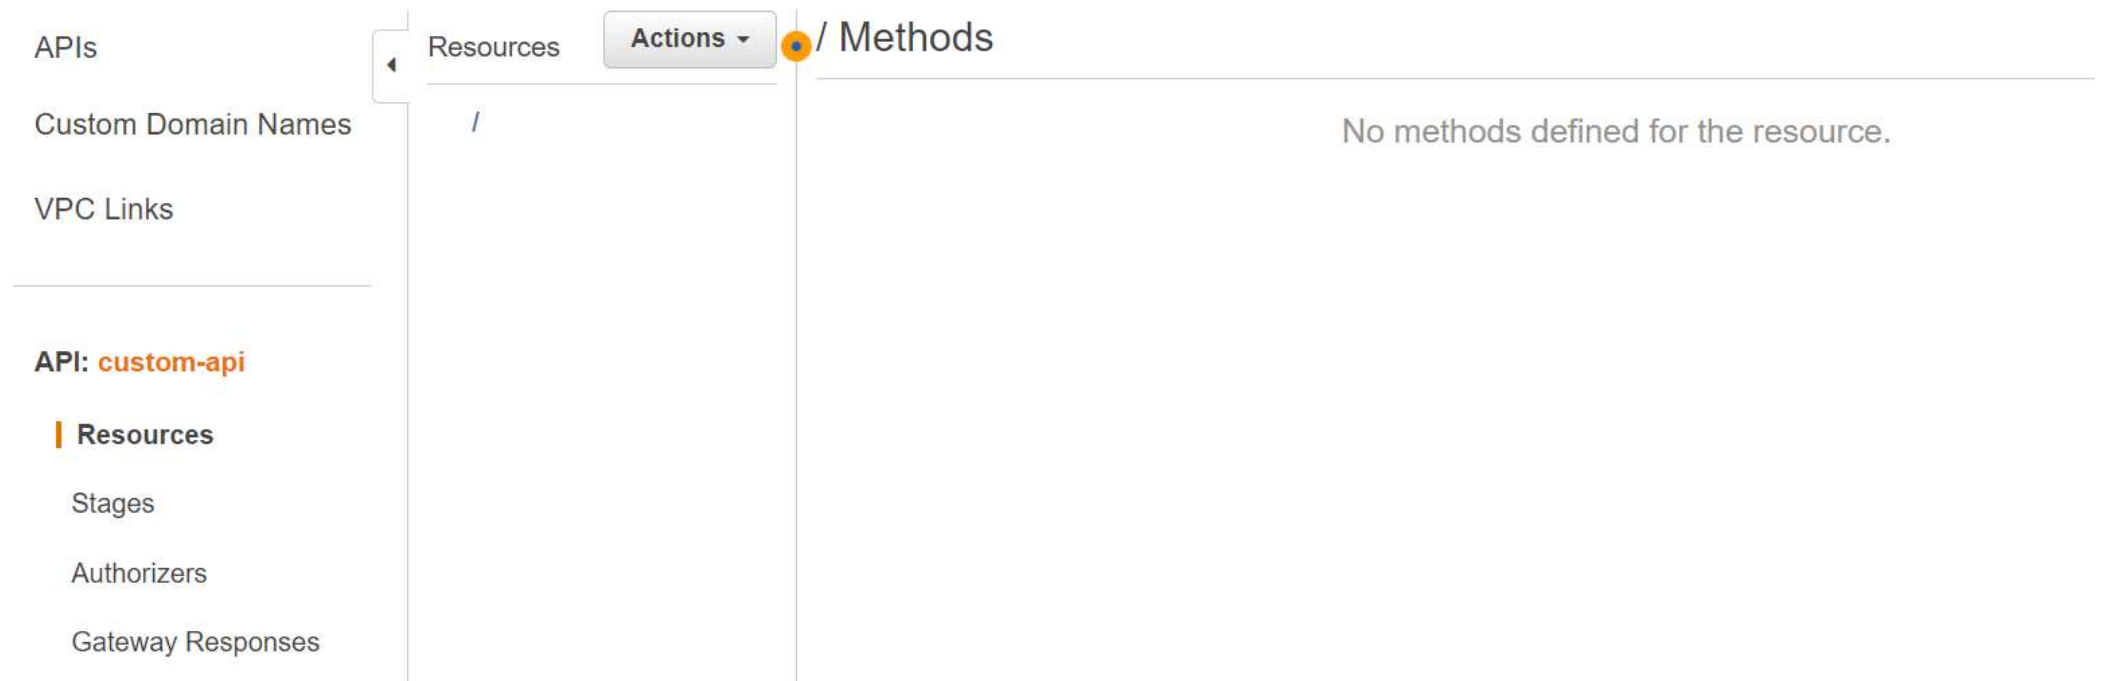 APIs
Custom Domain Names
VPC Links
API: custom-api
Resources
Stages
Authorizers
Gateway Responses
Resources
Actions
/
/ Methods
No methods defined for the resource.